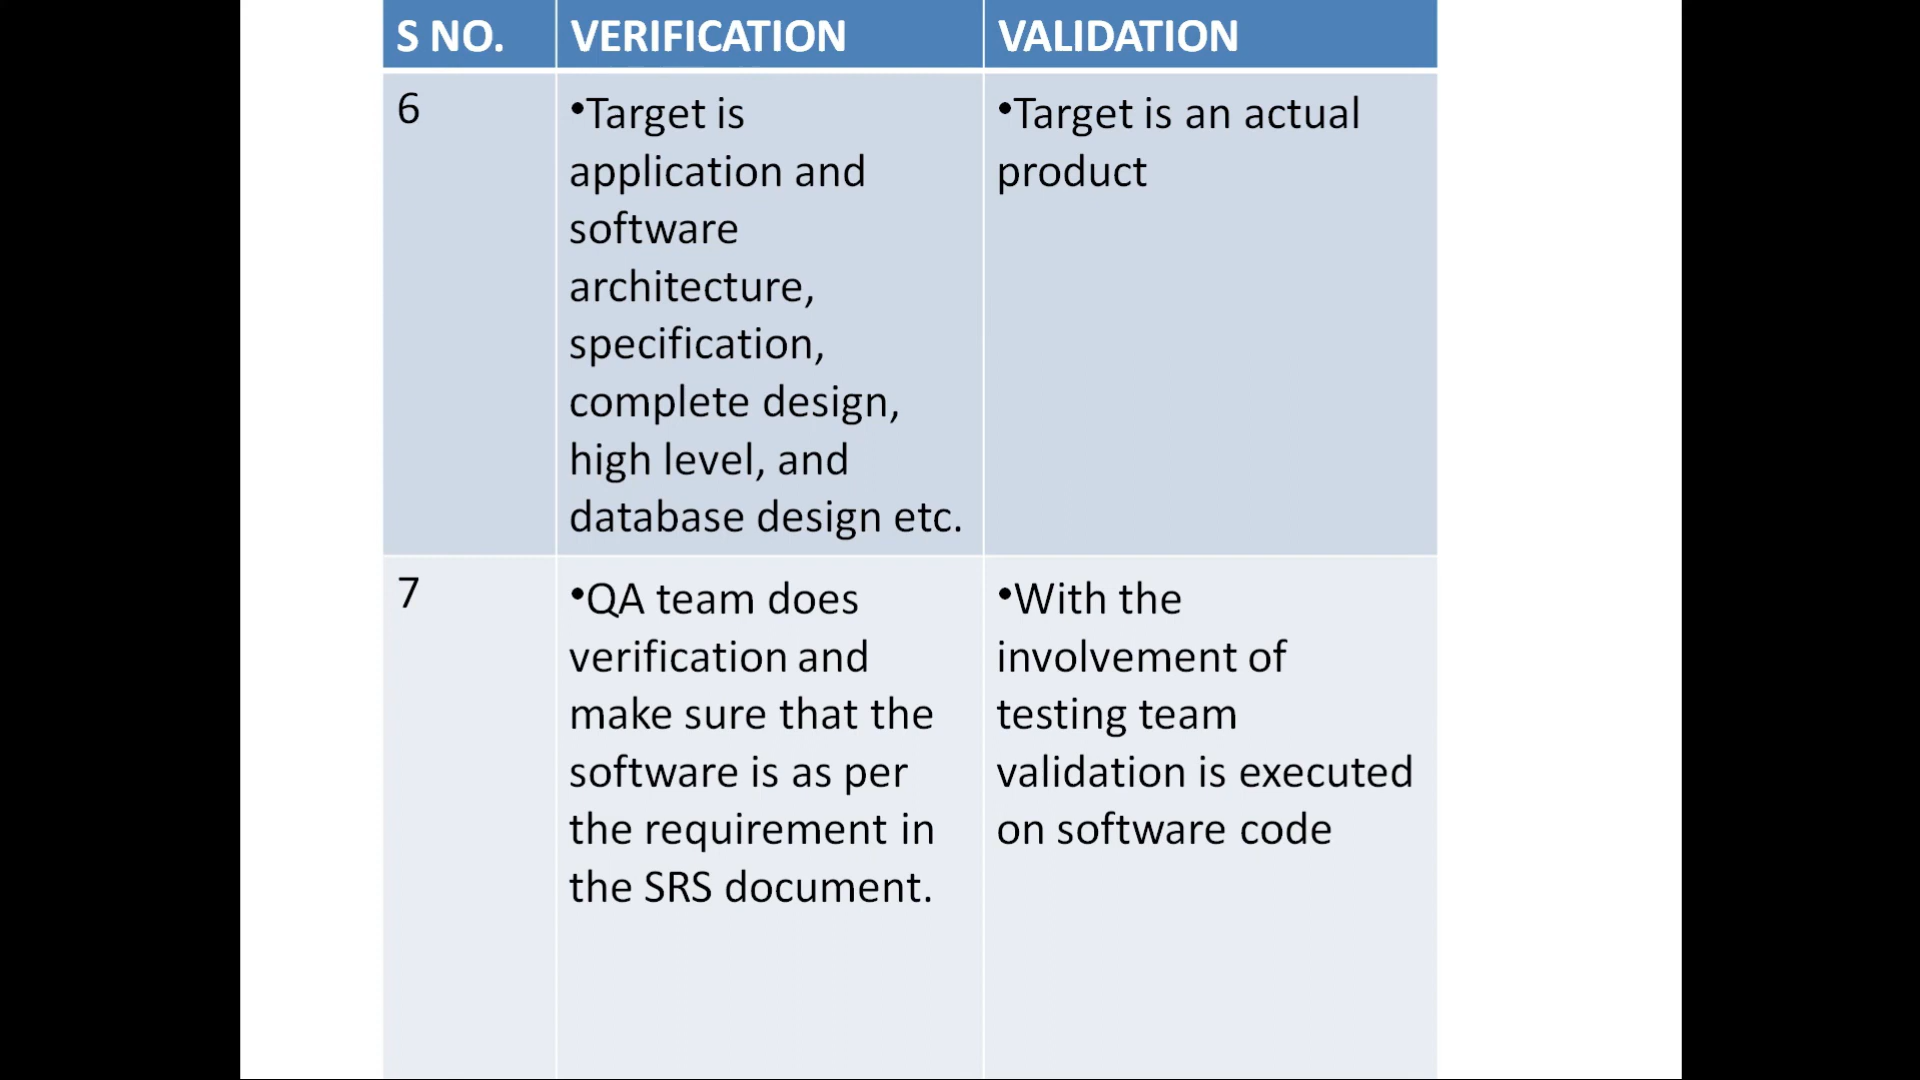 S NO. VERIFICATION VALIDATION
6
•Target is
application and
software
architecture,
specification,
complete design,
high level, and
database design etc.
•Target is an actual
product
7
•QA team does
verification and
make sure that the
software is as per
the requirement in
the SRS document.
•With the
involvement of
testing team
validation is executed
on software code